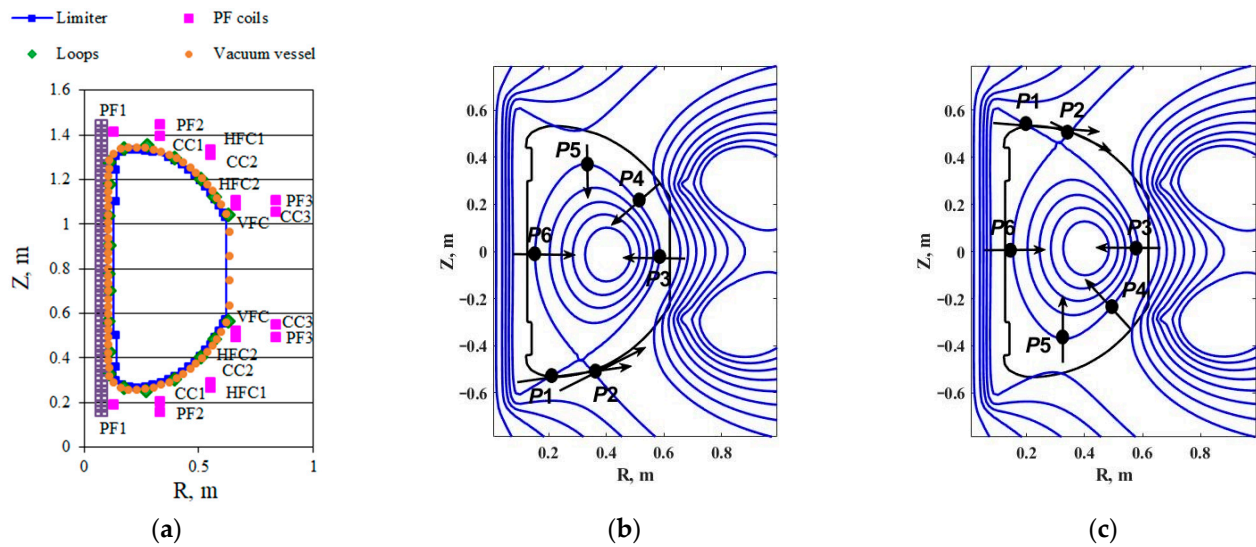 Limiter
PF coils
Loops
Vacuum vessel
1.6
1.4
1.2
1
0.8
0.6
0.4
0.2
0
Z, m
PF1
PF2
CC1
HFC1
CC2
HFC2
PF3
CC3
VFC
VFC
CC3
PF3
HFC2
CC2
CC1
HFC1
PF2
PF1
0
0.5
1
R, m
(a)
0.6
0.4
0.2
0
−0.2
−0.4
−0.6
Z, m
P5
P4
P6
P3
P1
P2
0.2
0.4
0.6
0.8
R, m
(b)
0.6
0.4
0.2
0
−0.2
−0.4
−0.6
Z, m
P1
P2
P6
P3
P4
P5
0.2
0.4
0.6
0.8
R, m
(c)